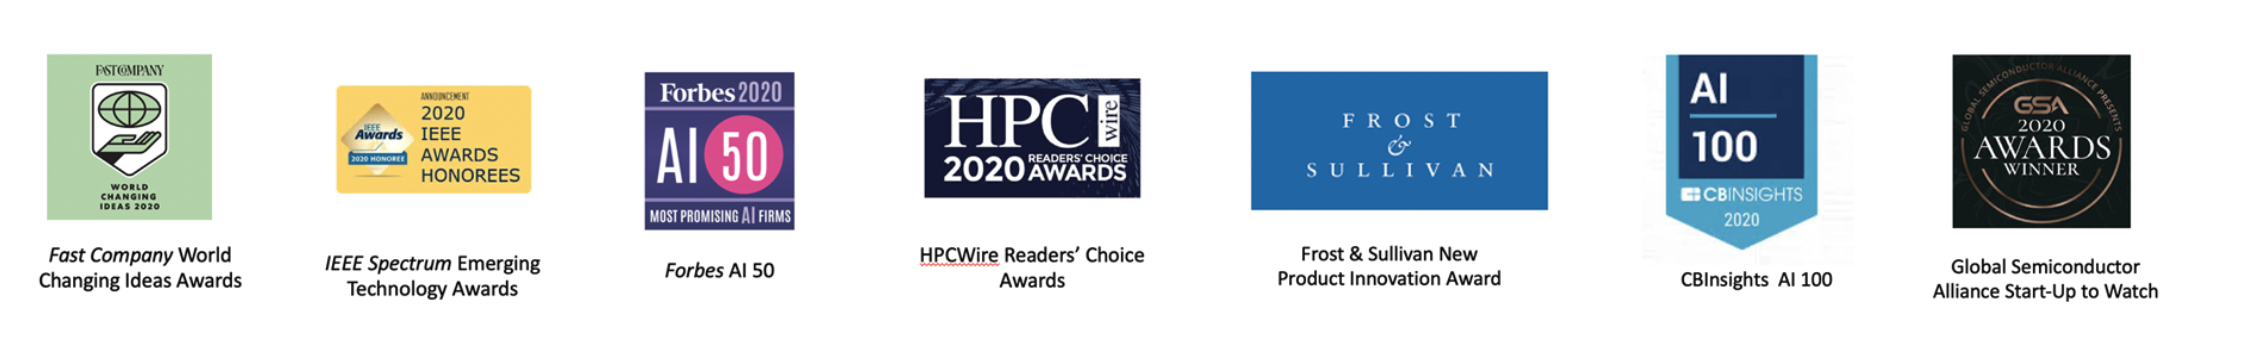 FAST COMPANY
WORLD
CHANGING
IDEAS 2020
Fast Company World
Changing Ideas Awards
IEEE
Awards
2020 HONOREE
ANNOUNCEMENT
2020
IEEE
AWARDS
HONOREES
IEEE Spectrum Emerging
Technology Awards
Forbes 2020
AI 50
MOST PROMISING AI FIRMS
Forbes AI 50
HPC wire
2020 READERS' CHOICE
AWARDS
HPCWire Readers’ Choice
Awards
FROST
&
SULLIVAN
Frost & Sullivan New
Product Innovation Award
AI
100
CBINSIGHTS
2020
CBInsights AI 100
GLOBAL SEMICONDUCTOR ALLIANCE PRESENTS
GSA
2020
AWARDS
WINNER
Global Semiconductor
Alliance Start-Up to Watch